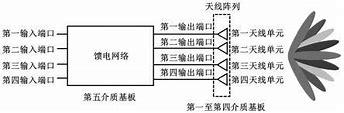 天线阵列
第一输入端口
第二输入端口
第三输入端口
第四输入端口
馈电网络
第五介质基板
第一输出端口
第二输出端口
第三输出端口
第四输出端口
第一天线单元
第二天线单元
第三天线单元
第四天线单元
第一至第四介质基板